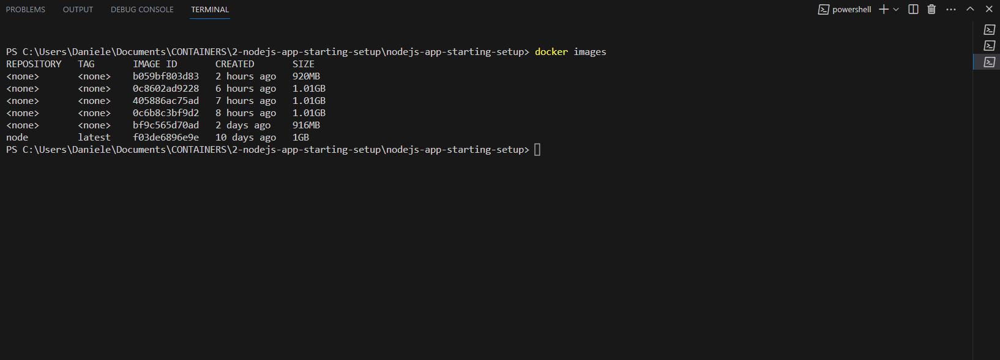 PROBLEMS OUTPUT DEBUG CONSOLE TERMINAL powershell
PS C:\Users\Daniele\Documents\CONTAINERS\2-nodejs-app-starting-setup\nodejs-app-starting-setup> docker images
REPOSITORY TAG IMAGE ID CREATED SIZE
<none> <none> b059bf803d83 2 hours ago 920MB
<none> <none> 0c8602ad9228 6 hours ago 1.01GB
<none> <none> 405886ac75ad 7 hours ago 1.01GB
<none> <none> 0c6b8c3bf9d2 8 hours ago 1.01GB
<none> <none> bf9c565d70ad 2 days ago 916MB
node latest f03de6896e9e 10 days ago 1GB
PS C:\Users\Daniele\Documents\CONTAINERS\2-nodejs-app-starting-setup\nodejs-app-starting-setup>